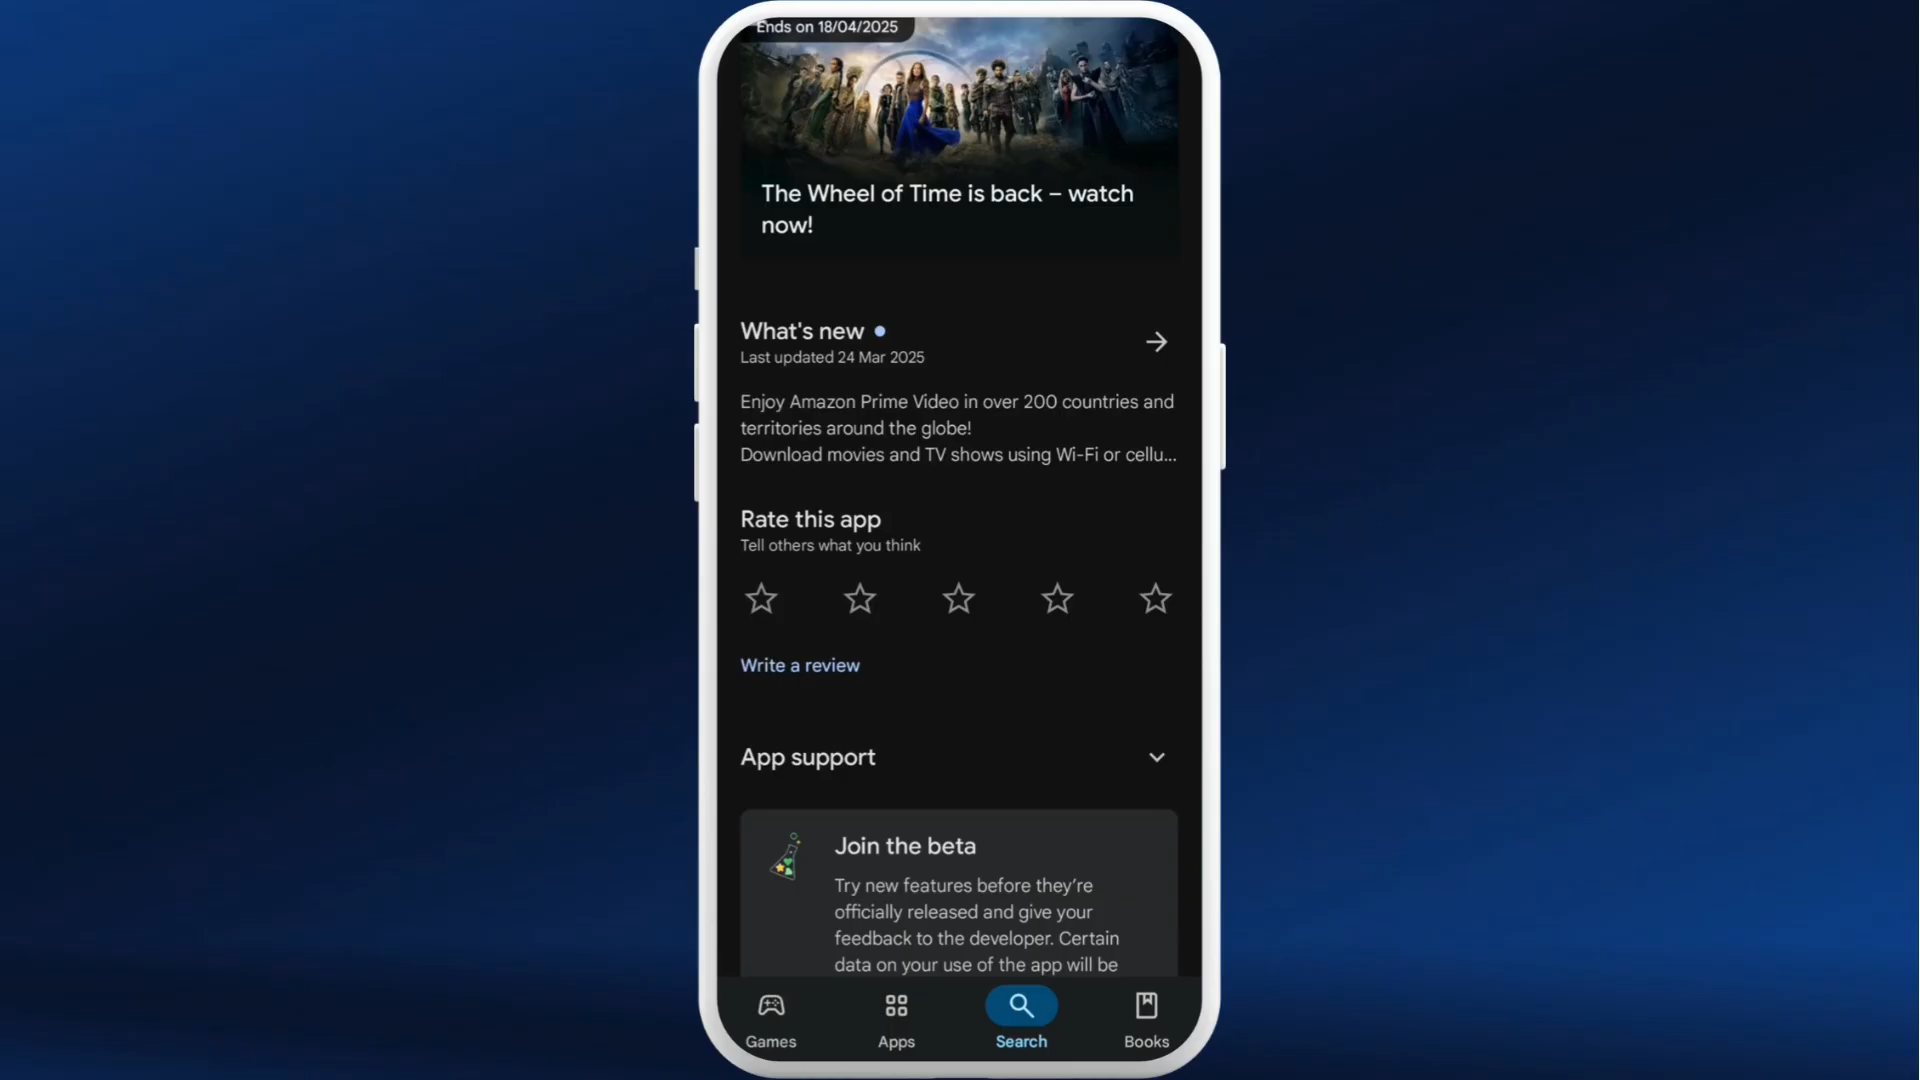 Ends on 18/04/2025
The Wheel of Time is back – watch
now!
What's new
Last updated 24 Mar 2025
Enjoy Amazon Prime Video in over 200 countries and
territories around the globe!
Download movies and TV shows using Wi-Fi or cellu...
Rate this app
Tell others what you think
Write a review
App support
Join the beta
Try new features before they’re
officially released and give your
feedback to the developer. Certain
data on your use of the app will be
Games
Apps
Search
Books